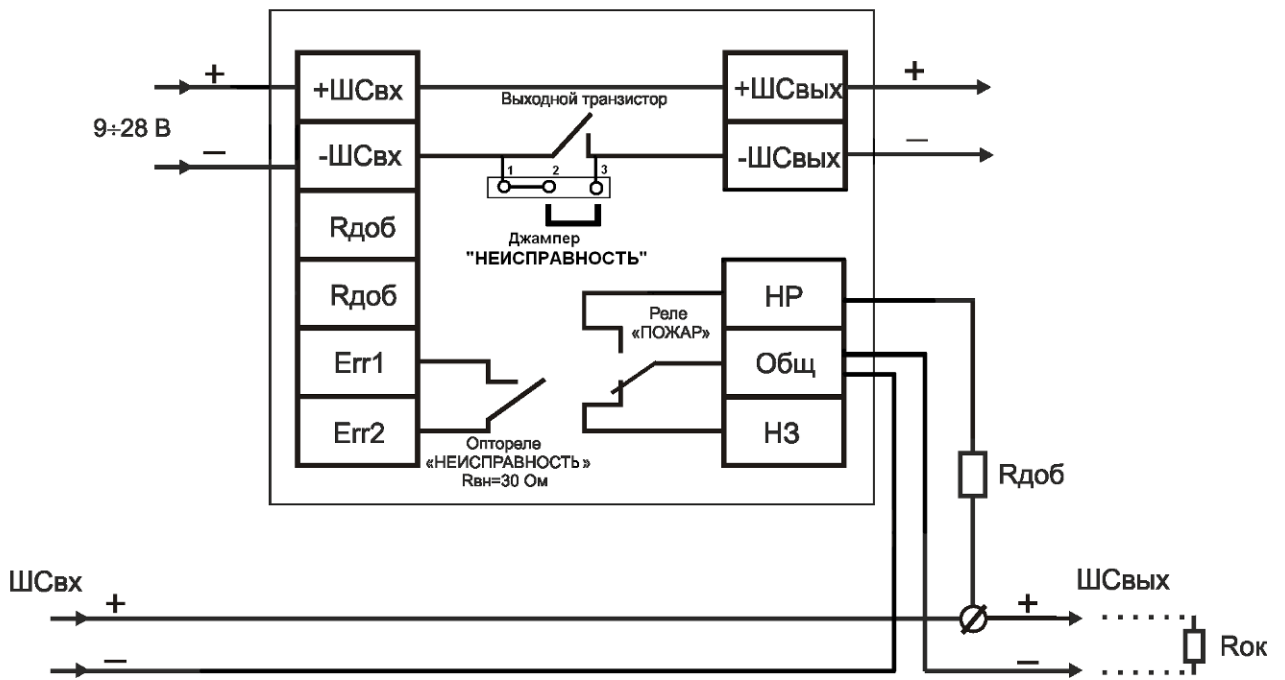 +
+ШСвх
+ШСвых
+
Выходной транзистор
9÷28 В
–
-ШСвх
-ШСвых
–
1 2 3
Rдоб
Джампер
"НЕИСПРАВНОСТЬ"
Rдоб
НР
Реле
«ПОЖАР»
Err1
Общ
Err2
НЗ
Оптореле
«НЕИСПРАВНОСТЬ»
Rвн=30 Ом
Rдоб
ШСвх
ШСвых
+
+
–
–
Rок